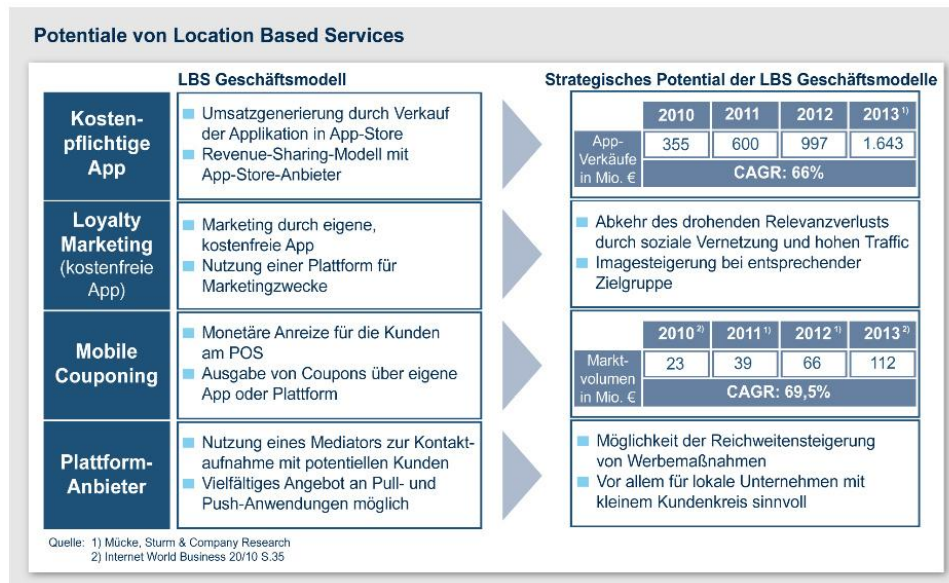 Potentiale von Location Based Services
LBS Geschäftsmodell
Strategisches Potential der LBS Geschäftsmodelle
Kosten-
pflichtige
App
Umsatzgenerierung durch Verkauf
der Applikation in App-Store
Revenue-Sharing-Modell mit
App-Store-Anbieter
2010 2011 2012 2013 1)
App-
Verkäufe
in Mio. €
355 600 997 1.643
CAGR: 66%
Loyalty
Marketing
(kostenfreie
App)
Marketing durch eigene,
kostenfreie App
Nutzung einer Plattform für
Marketingzwecke
Abkehr des drohenden Relevanzverlusts
durch soziale Vernetzung und hohen Traffic
Imagesteigerung bei entsprechender
Zielgruppe
Mobile
Couponing
Monetäre Anreize für die Kunden
am POS
Ausgabe von Coupons über eigene
App oder Plattform
2010 2) 2011 1) 2012 1) 2013 2)
Markt-
volumen
in Mio. €
23 39 66 112
CAGR: 69,5%
Plattform-
Anbieter
Nutzung eines Mediators zur Kontakt-
aufnahme mit potentiellen Kunden
Vielfältiges Angebot an Pull- und
Push-Anwendungen möglich
Möglichkeit der Reichweitensteigerung
von Werbemaßnahmen
Vor allem für lokale Unternehmen mit
kleinem Kundenkreis sinnvoll
Quelle: 1) Mücke, Sturm & Company Research
2) Internet World Business 20/10 S.35